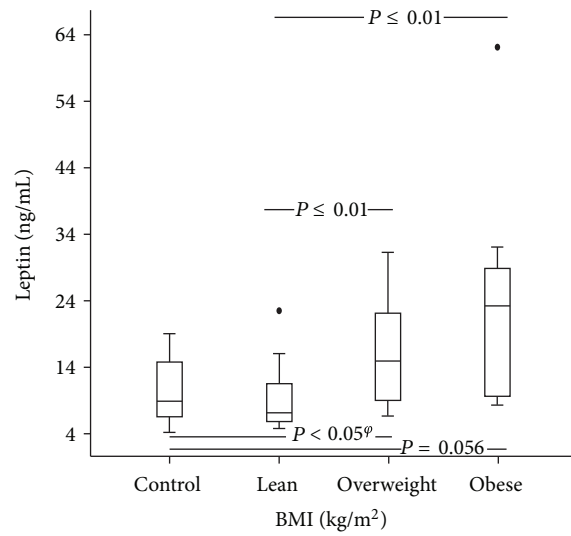 P ≤ 0.01
64
54
44
P ≤ 0.01
34
24
14
4
Leptin (ng/mL)
P < 0.05ᵠ
P = 0.056
Control Lean Overweight Obese
BMI (kg/m²)